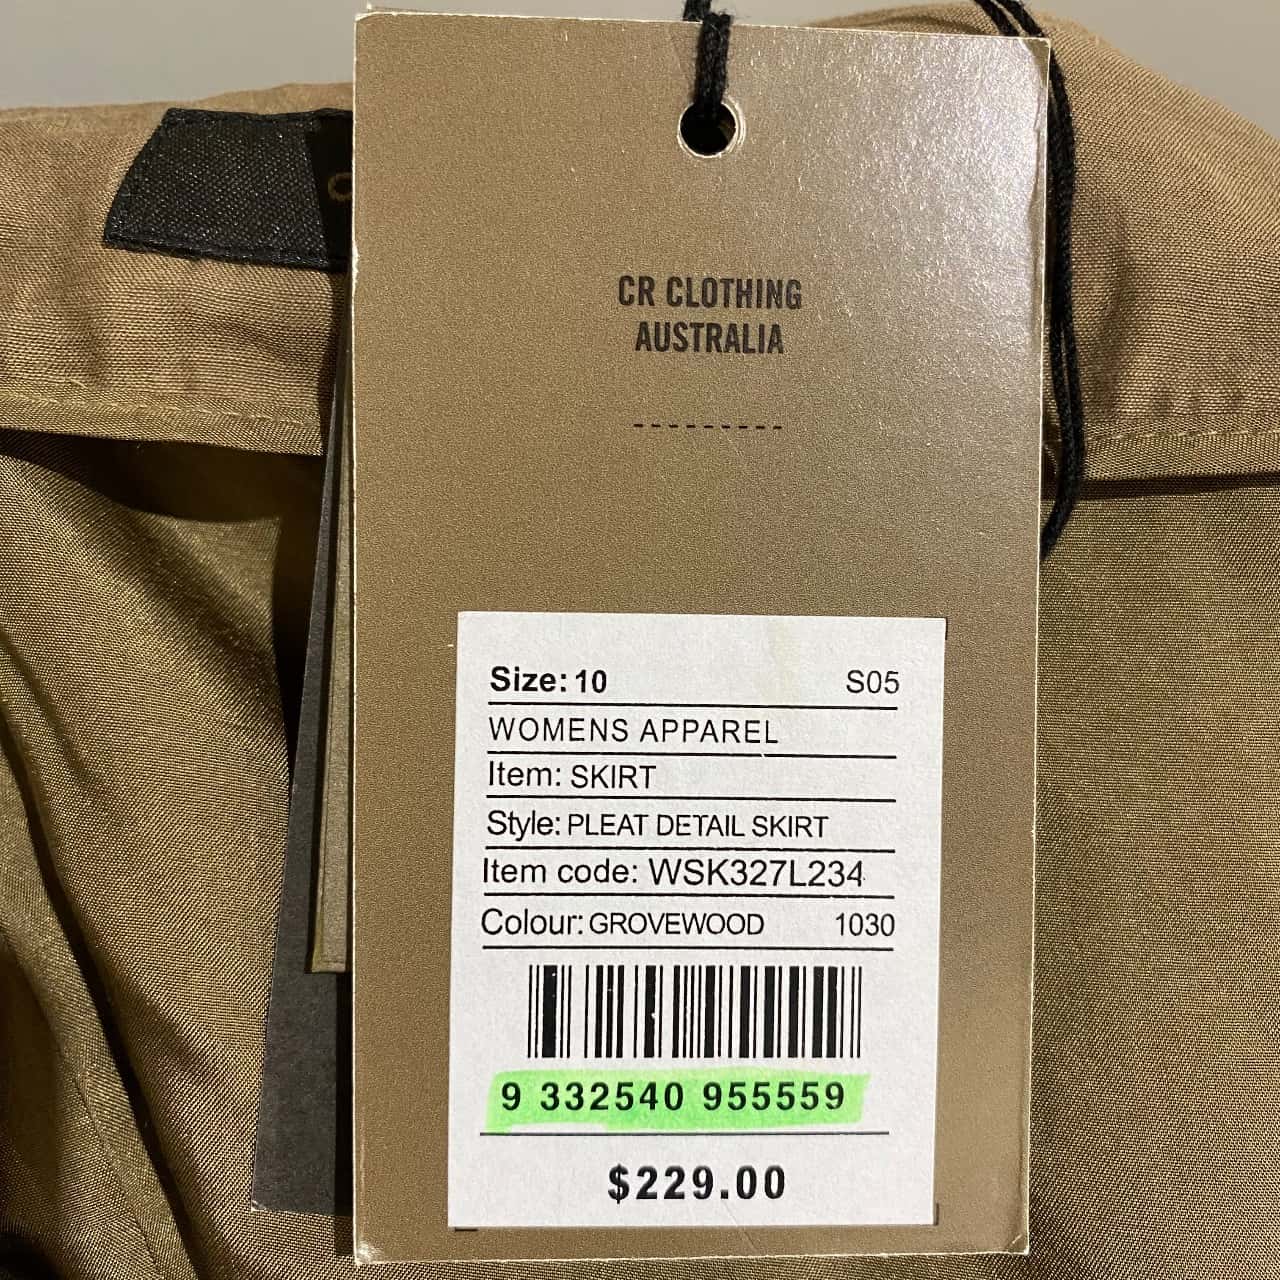 CR CLOTHING
AUSTRALIA
Size: 10 S05
WOMENS APPAREL
Item: SKIRT
Style: PLEAT DETAIL SKIRT
Item code: WSK327L234
Colour: GROVEWOOD 1030
9 332540 955559
$229.00